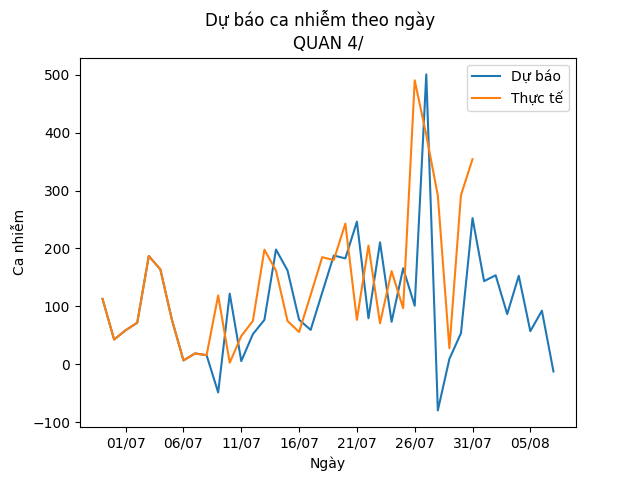 Dự báo ca nhiễm theo ngày
QUAN 4/
Dự báo
Thực tế
500
400
300
200
100
0
−100
Ca nhiễm
01/07 06/07 11/07 16/07 21/07 26/07 31/07 05/08
Ngày